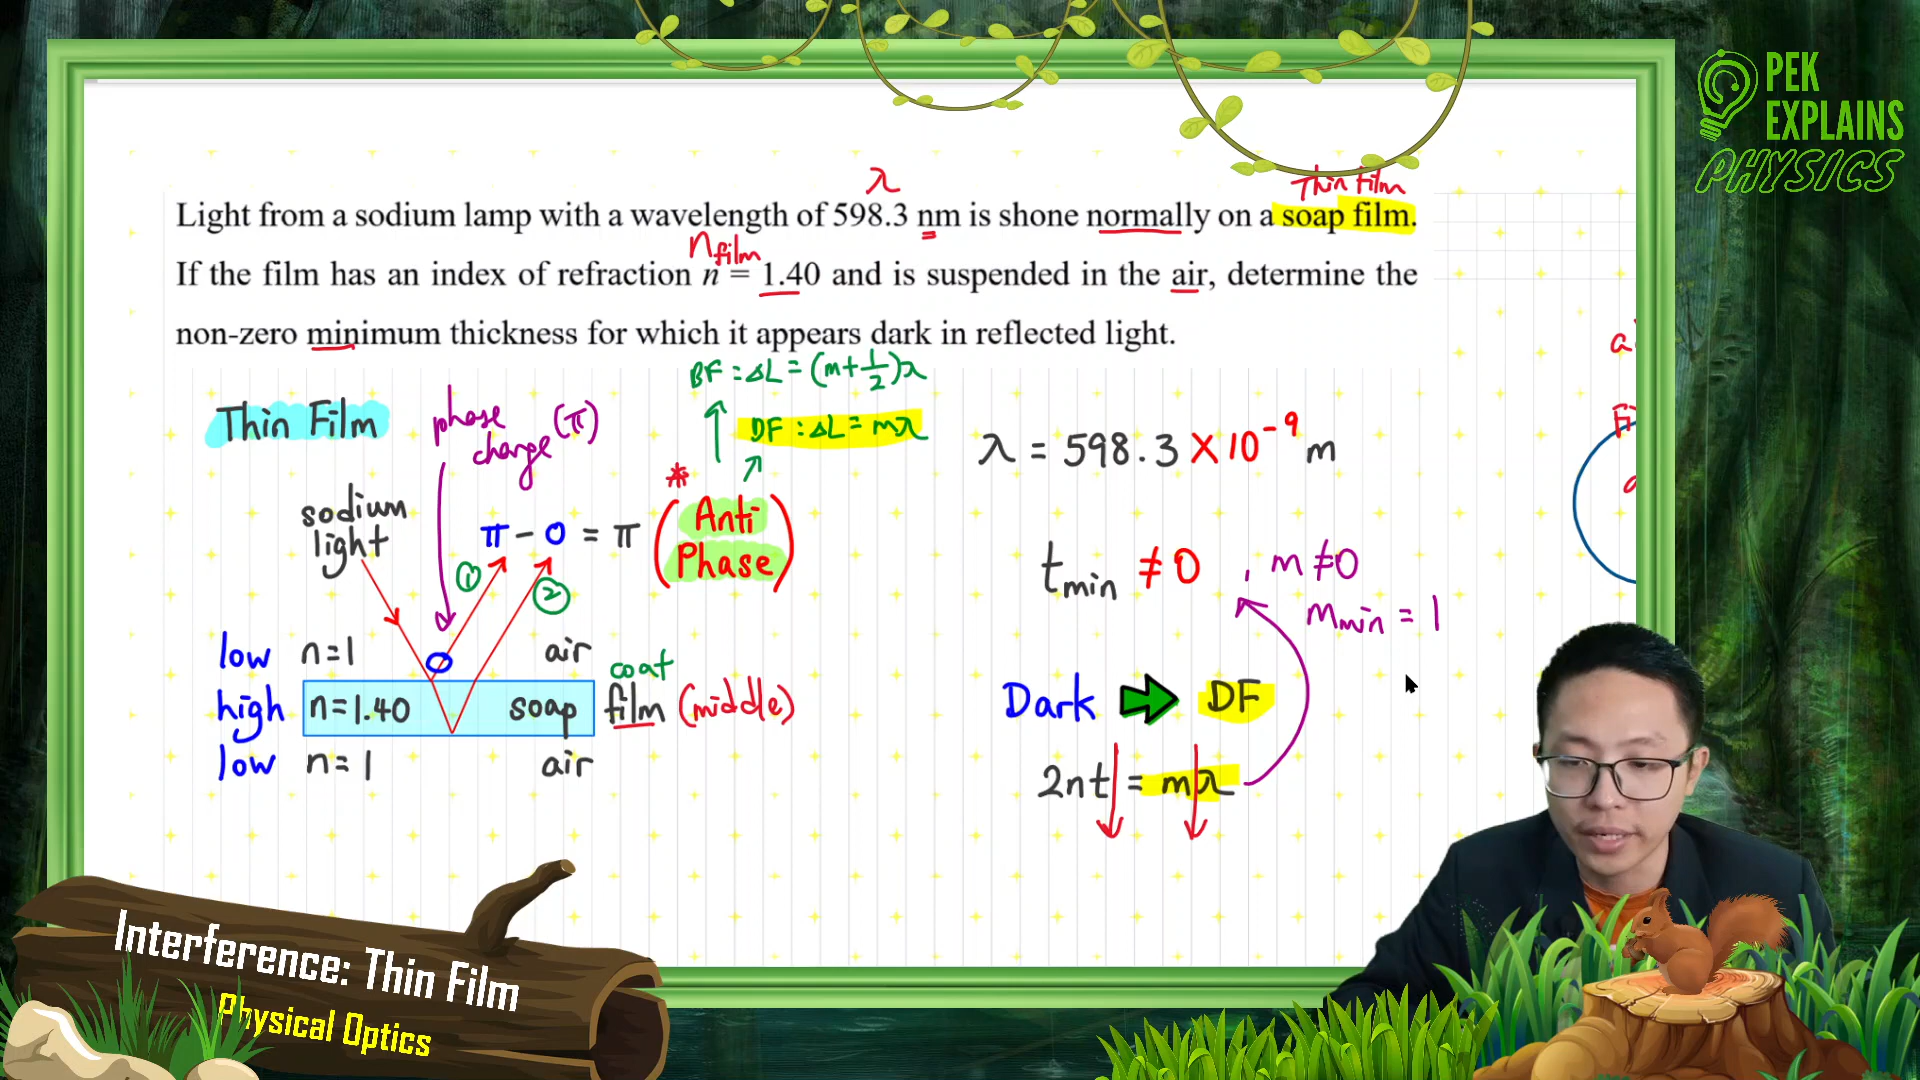 PEK
EXPLAINS
PHYSICS
λ
Thin film
Light from a sodium lamp with a wavelength of 598.3 nm is shone normally on a soap film.
n film
If the film has an index of refraction n = 1.40 and is suspended in the air, determine the
non-zero minimum thickness for which it appears dark in reflected light.
BF : ΔL = (m+1/2)λ
DF : ΔL = mλ
Thin Film
phase
change (π)
λ = 598.3 × 10⁻⁹ m
*
sodium
light
π - 0 = π (Anti
Phase)
① ②
t min ≠ 0, m ≠ 0
m min = 1
low n=1 air
0
coat
high n=1.40 soap film (middle)
low n=1 air
Dark DF
2nt = mλ
Interference: Thin Film
Physical Optics